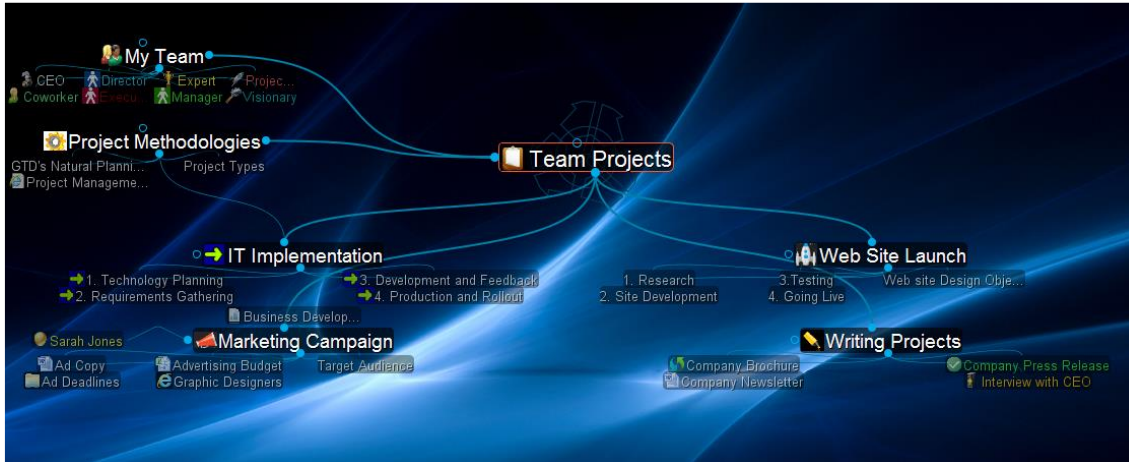 My Team
CEO Director Expert Projec...
Coworker Execu... Manager Visionary
Project Methodologies
GTD's Natural Planni... Project Types
Project Manageme...
Team Projects
IT Implementation
1. Technology Planning 3. Development and Feedback
2. Requirements Gathering 4. Production and Rollout
Business Develop...
Web Site Launch
1. Research 3.Testing Web site Design Obje...
2. Site Development 4. Going Live
Sarah Jones
Marketing Campaign
Ad Copy Advertising Budget Target Audience
Ad Deadlines Graphic Designers
Writing Projects
Company Brochure Company Press Release
Company Newsletter Interview with CEO